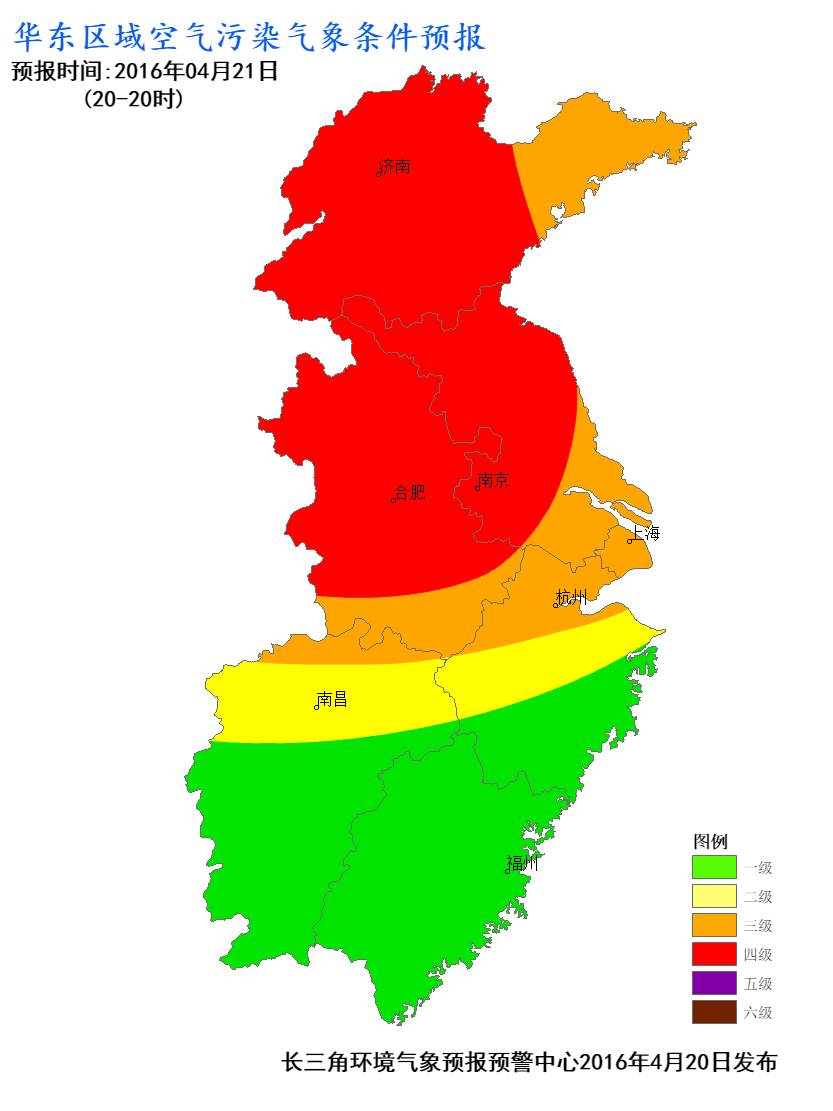 华东区域空气污染气象条件预报
预报时间:2016年04月21日
(20-20时)
济南
南京
合肥
上海
杭州
南昌
福州
图例
一级
二级
三级
四级
五级
六级
长三角环境气象预报预警中心2016年4月20日发布